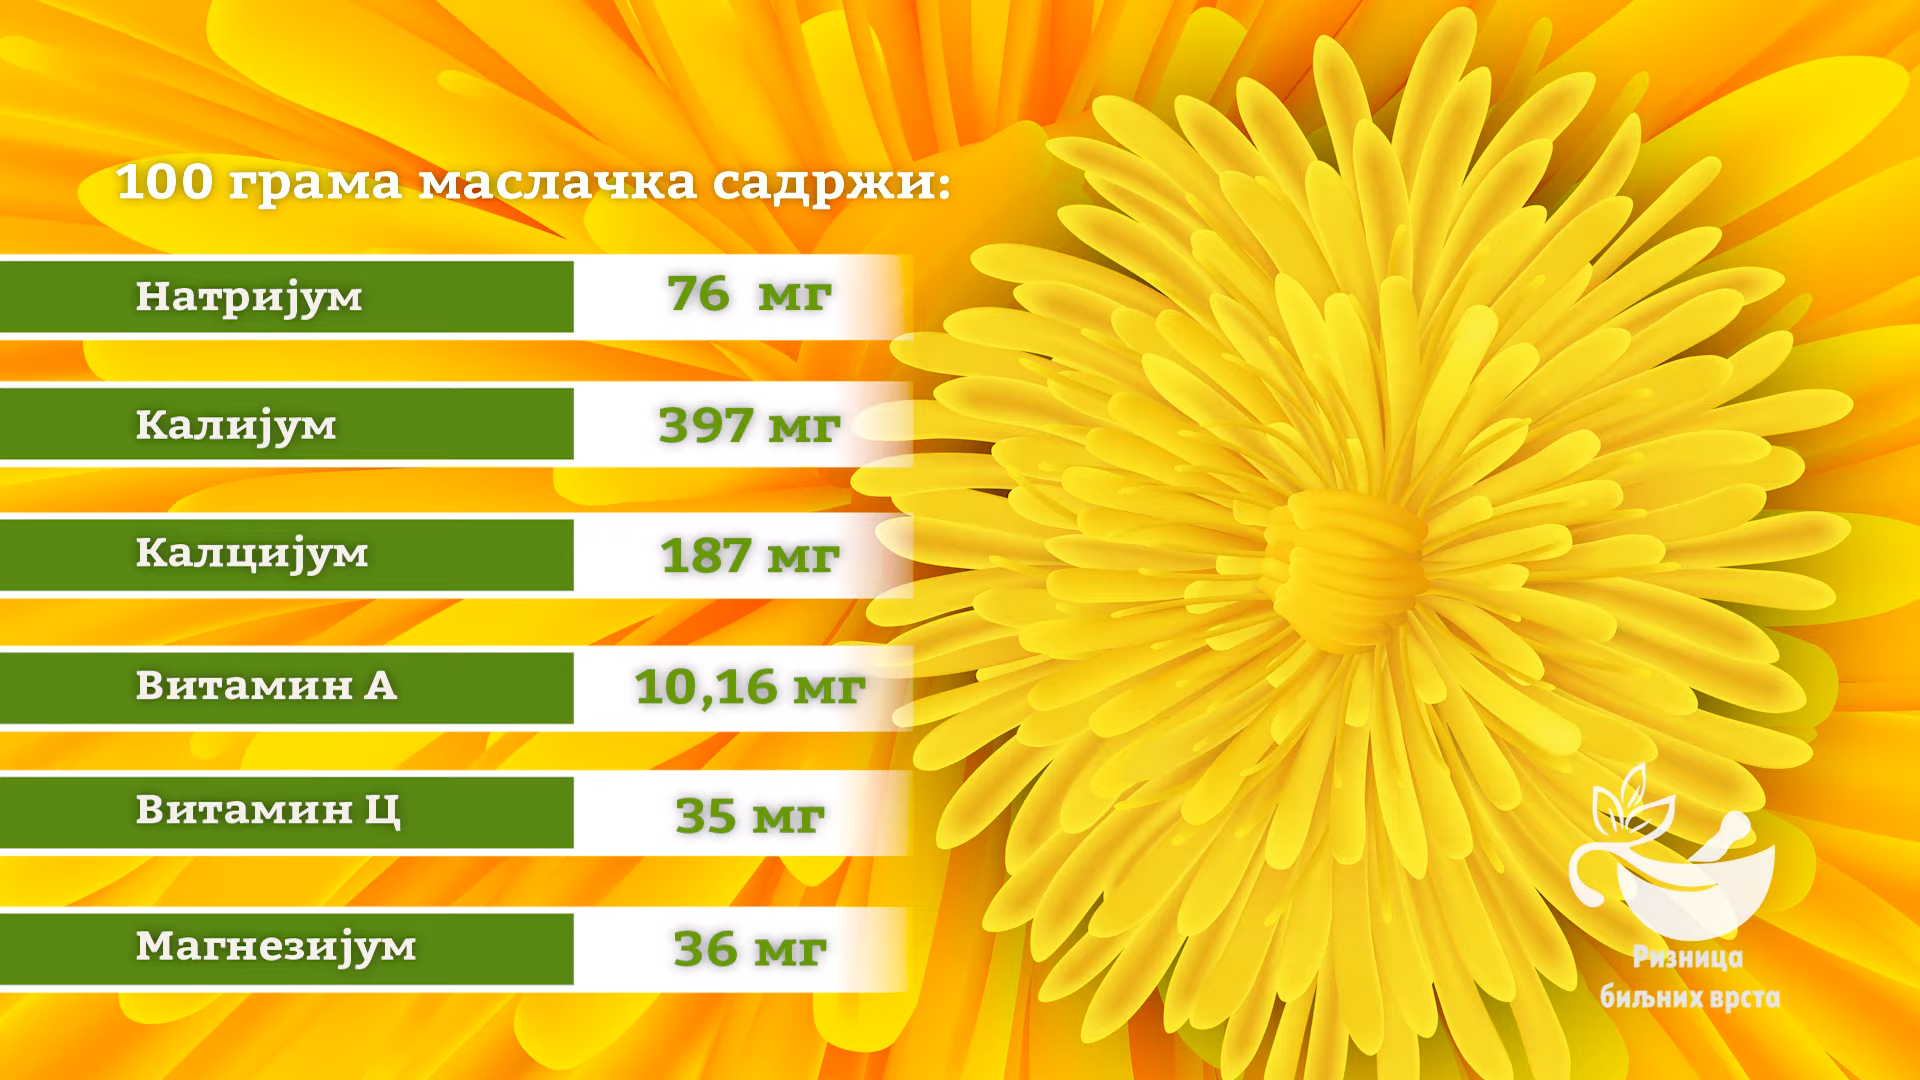 100 грама маслачка садржи:
Натријум 76 мг
Калијум 397 мг
Калцијум 187 мг
Витамин А 10,16 мг
Витамин Ц 35 мг
Магнезијум 36 мг
Ризница
биљних врста